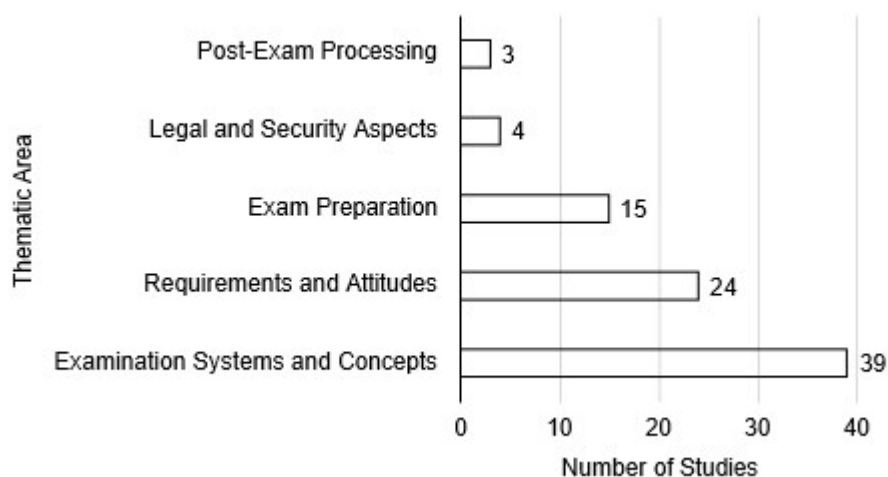 Post-Exam Processing 3
Legal and Security Aspects 4
Exam Preparation 15
Requirements and Attitudes 24
Examination Systems and Concepts 39
Thematic Area
0 10 20 30 40
Number of Studies